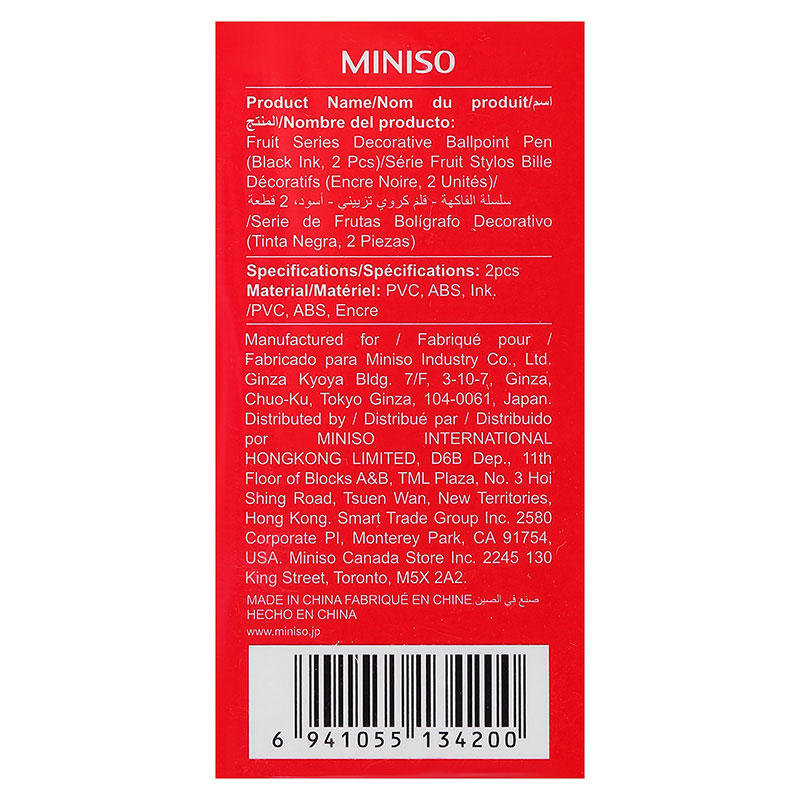 MINISO
Product Name/Nom du produit/اسم
المنتج/Nombre del producto:
Fruit Series Decorative Ballpoint Pen
(Black Ink, 2 Pcs)/Série Fruit Stylos Bille
Décoratifs (Encre Noire, 2 Unités)/
سلسلة الفاكهة - قلم كروي تزييني - أسود، 2 قطعة
/Serie de Frutas Bolígrafo Decorativo
(Tinta Negra, 2 Piezas)
Specifications/Spécifications: 2pcs
Material/Matériel: PVC, ABS, Ink,
/PVC, ABS, Encre
Manufactured for / Fabriqué pour /
Fabricado para Miniso Industry Co., Ltd.
Ginza Kyoya Bldg. 7/F, 3-10-7, Ginza,
Chuo-Ku, Tokyo Ginza, 104-0061, Japan.
Distributed by / Distribué par / Distribuido
por MINISO INTERNATIONAL
HONGKONG LIMITED, D6B Dep., 11th
Floor of Blocks A&B, TML Plaza, No. 3 Hoi
Shing Road, Tsuen Wan, New Territories,
Hong Kong. Smart Trade Group Inc. 2580
Corporate Pl, Monterey Park, CA 91754,
USA. Miniso Canada Store Inc. 2245 130
King Street, Toronto, M5X 2A2.
MADE IN CHINA FABRIQUÉ EN CHINE صنع في الصين.
HECHO EN CHINA
www.miniso.jp
6 941055 134200